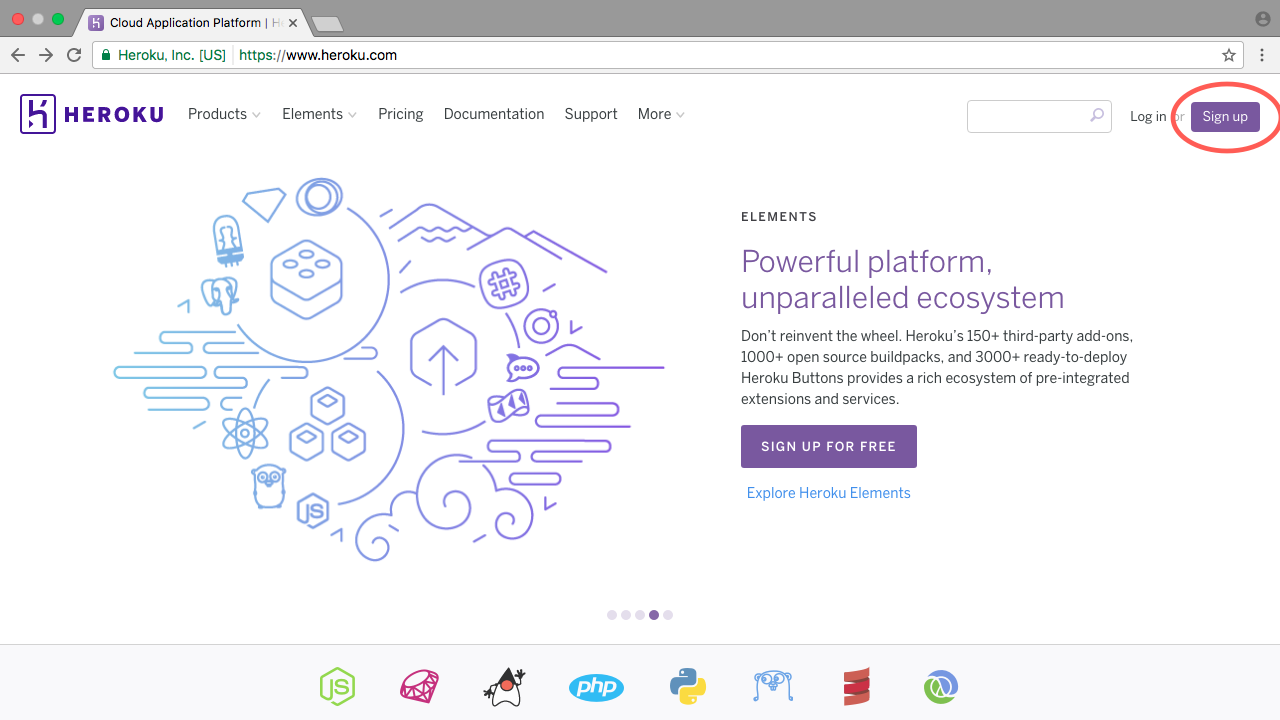 Cloud Application Platform | H
Heroku, Inc. [US] https://www.heroku.com
HEROKU Products Elements Pricing Documentation Support More Log in or Sign up
ELEMENTS
Powerful platform,
unparalleled ecosystem
Don't reinvent the wheel. Heroku's 150+ third-party add-ons,
1000+ open source buildpacks, and 3000+ ready-to-deploy
Heroku Buttons provides a rich ecosystem of pre-integrated
extensions and services.
SIGN UP FOR FREE
Explore Heroku Elements
JS
JS php